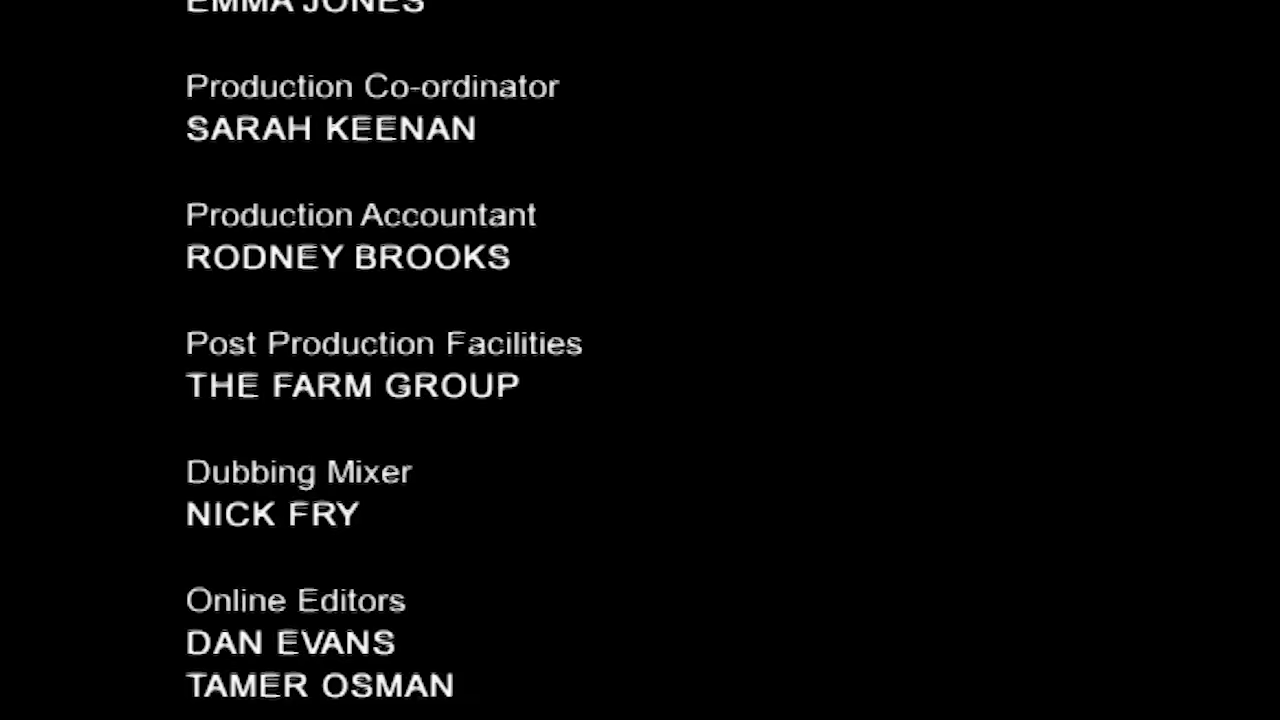 EMMA JONES
Production Co-ordinator
SARAH KEENAN
Production Accountant
RODNEY BROOKS
Post Production Facilities
THE FARM GROUP
Dubbing Mixer
NICK FRY
Online Editors
DAN EVANS
TAMER OSMAN